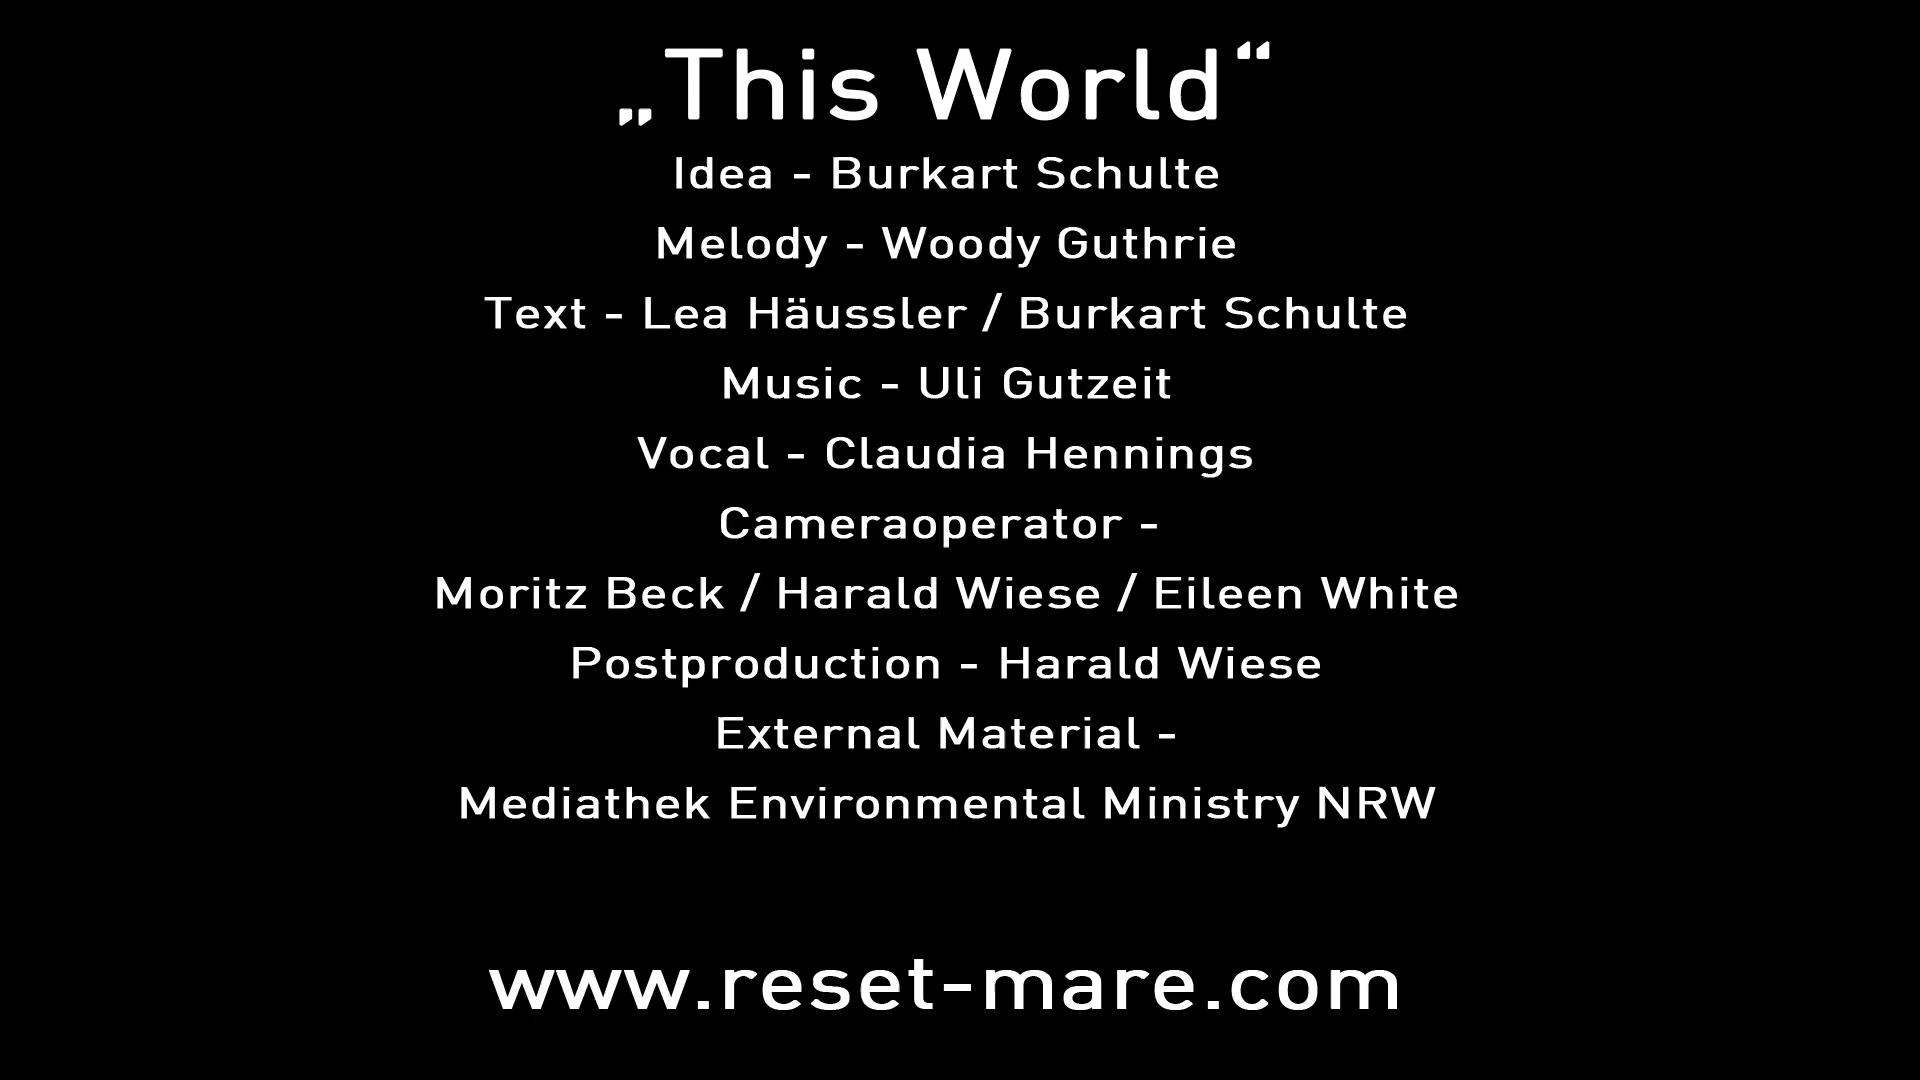 „This World“
Idea - Burkart Schulte
Melody - Woody Guthrie
Text - Lea Häussler / Burkart Schulte
Music - Uli Gutzeit
Vocal - Claudia Hennings
Cameraoperator -
Moritz Beck / Harald Wiese / Eileen White
Postproduction - Harald Wiese
External Material -
Mediathek Environmental Ministry NRW
www.reset-mare.com